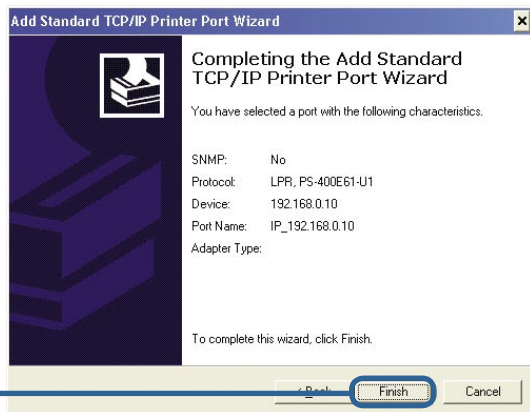 Add Standard TCP/IP Printer Port Wizard
Completing the Add Standard
TCP/IP Printer Port Wizard
You have selected a port with the following characteristics.
SNMP: No
Protocol: LPR, PS-400E61-U1
Device: 192.168.0.10
Port Name: IP_192.168.0.10
Adapter Type:
To complete this wizard, click Finish.
< Back Finish Cancel